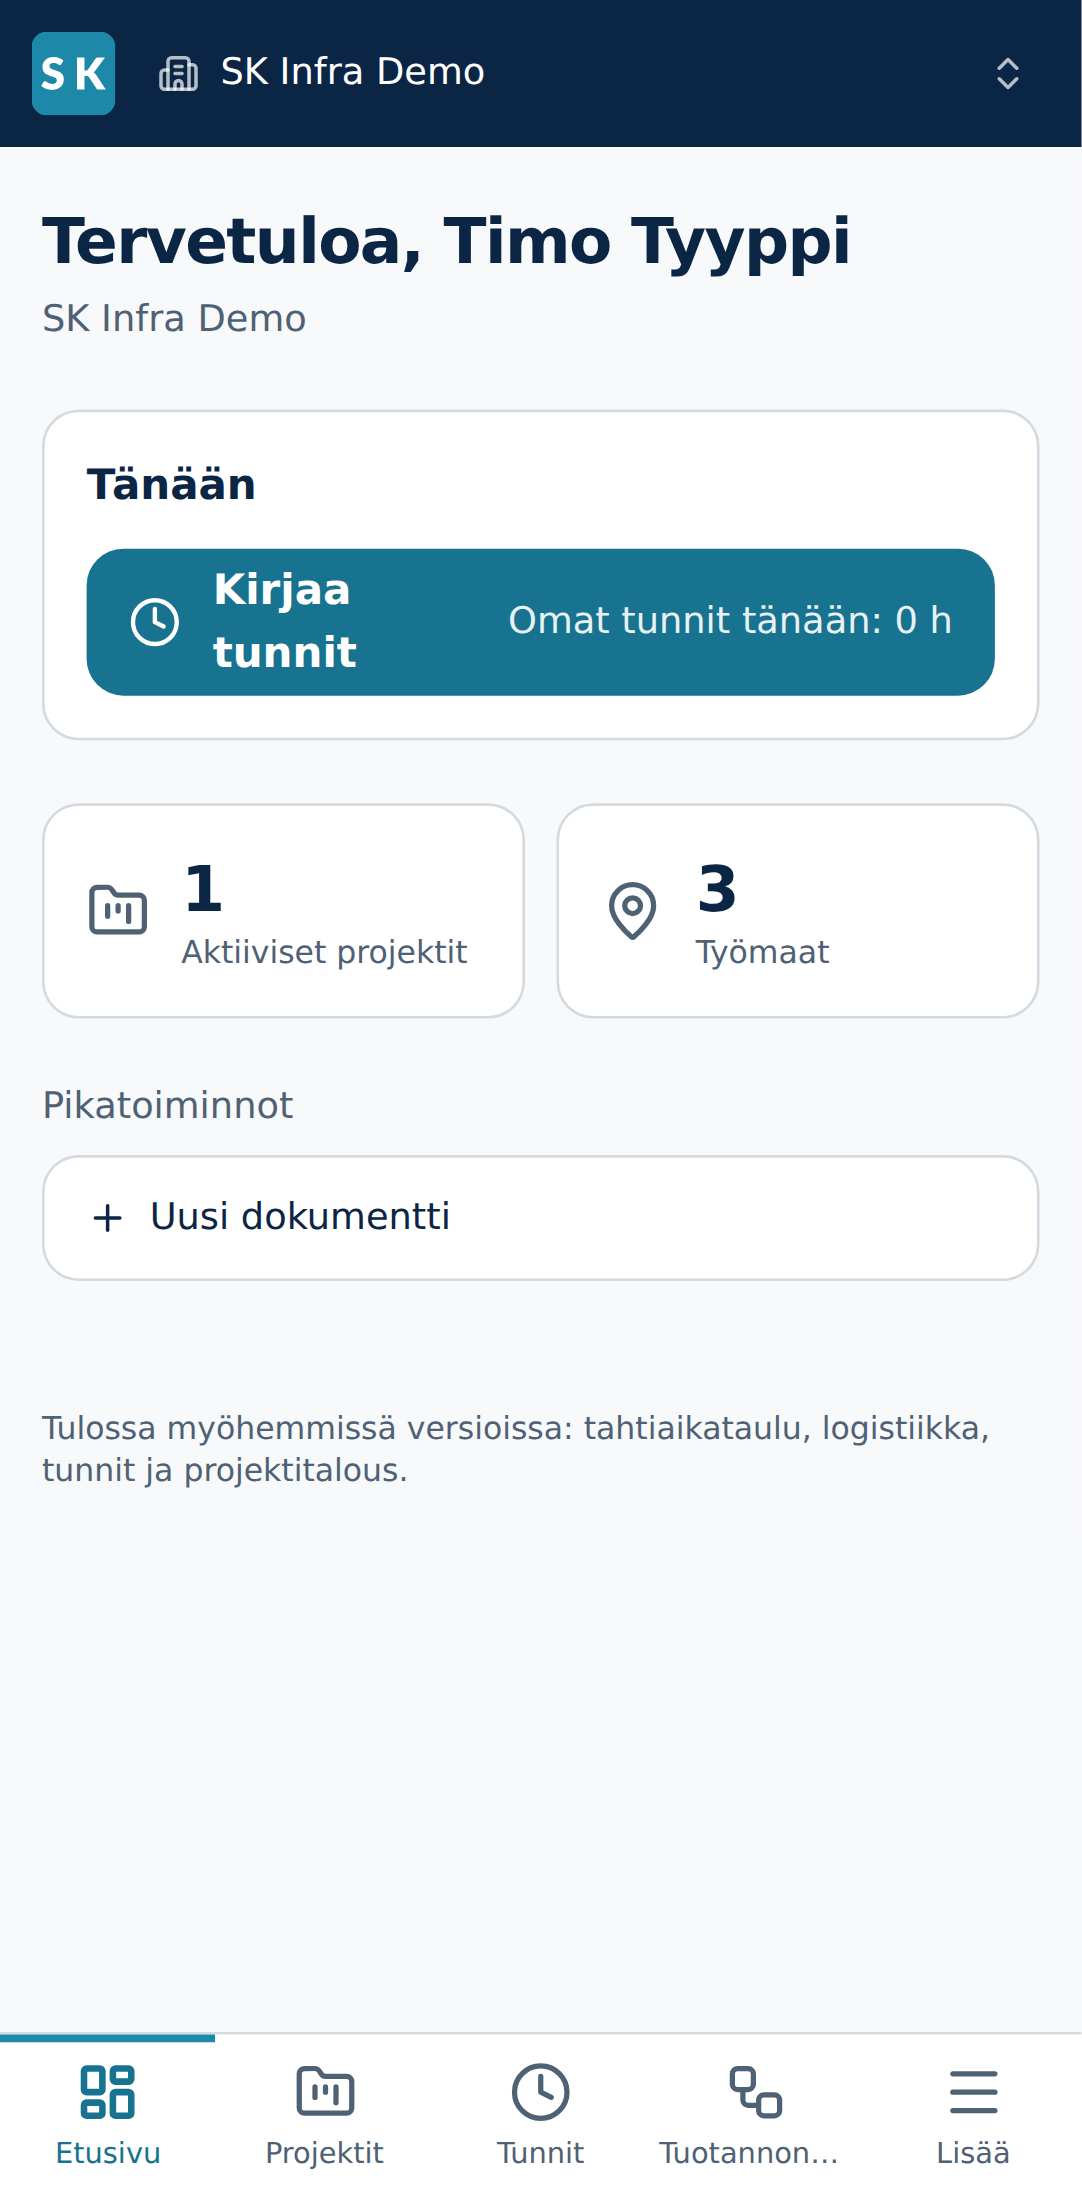 SK
SK Infra Demo
Tervetuloa, Timo Tyyppi
SK Infra Demo
Tänään
Kirjaa
tunnit
Omat tunnit tänään: 0 h
1
Aktiiviset projektit
3
Työmaat
Pikatoiminnot
Uusi dokumentti
Tulossa myöhemmissä versioissa: tahtiaikataulu, logistiikka,
tunnit ja projektitalous.
Etusivu
Projektit
Tunnit
Tuotannon…
Lisää